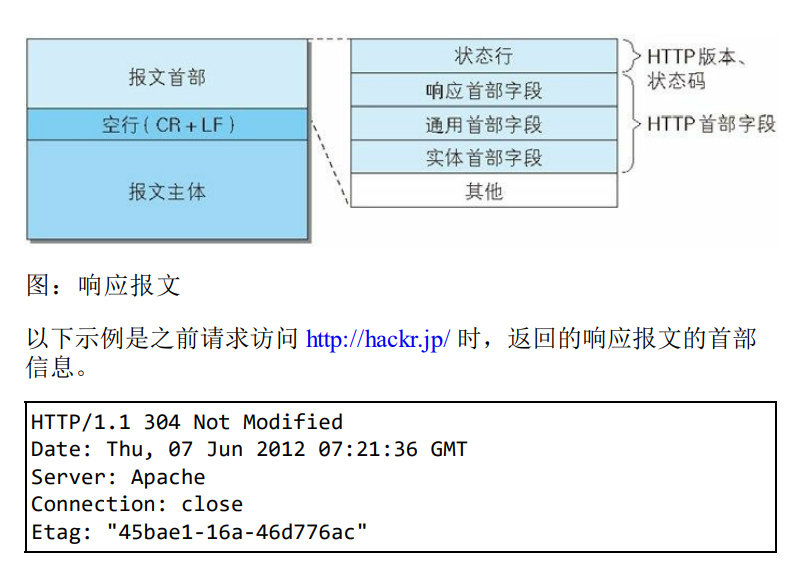 报文首部
空行(CR+LF)
报文主体
状态行
响应首部字段
通用首部字段
实体首部字段
其他
HTTP版本、
状态码
HTTP首部字段
图：响应报文
以下示例是之前请求访问 http://hackr.jp/ 时，返回的响应报文的首部
信息。
HTTP/1.1 304 Not Modified
Date: Thu, 07 Jun 2012 07:21:36 GMT
Server: Apache
Connection: close
Etag: "45bae1-16a-46d776ac"